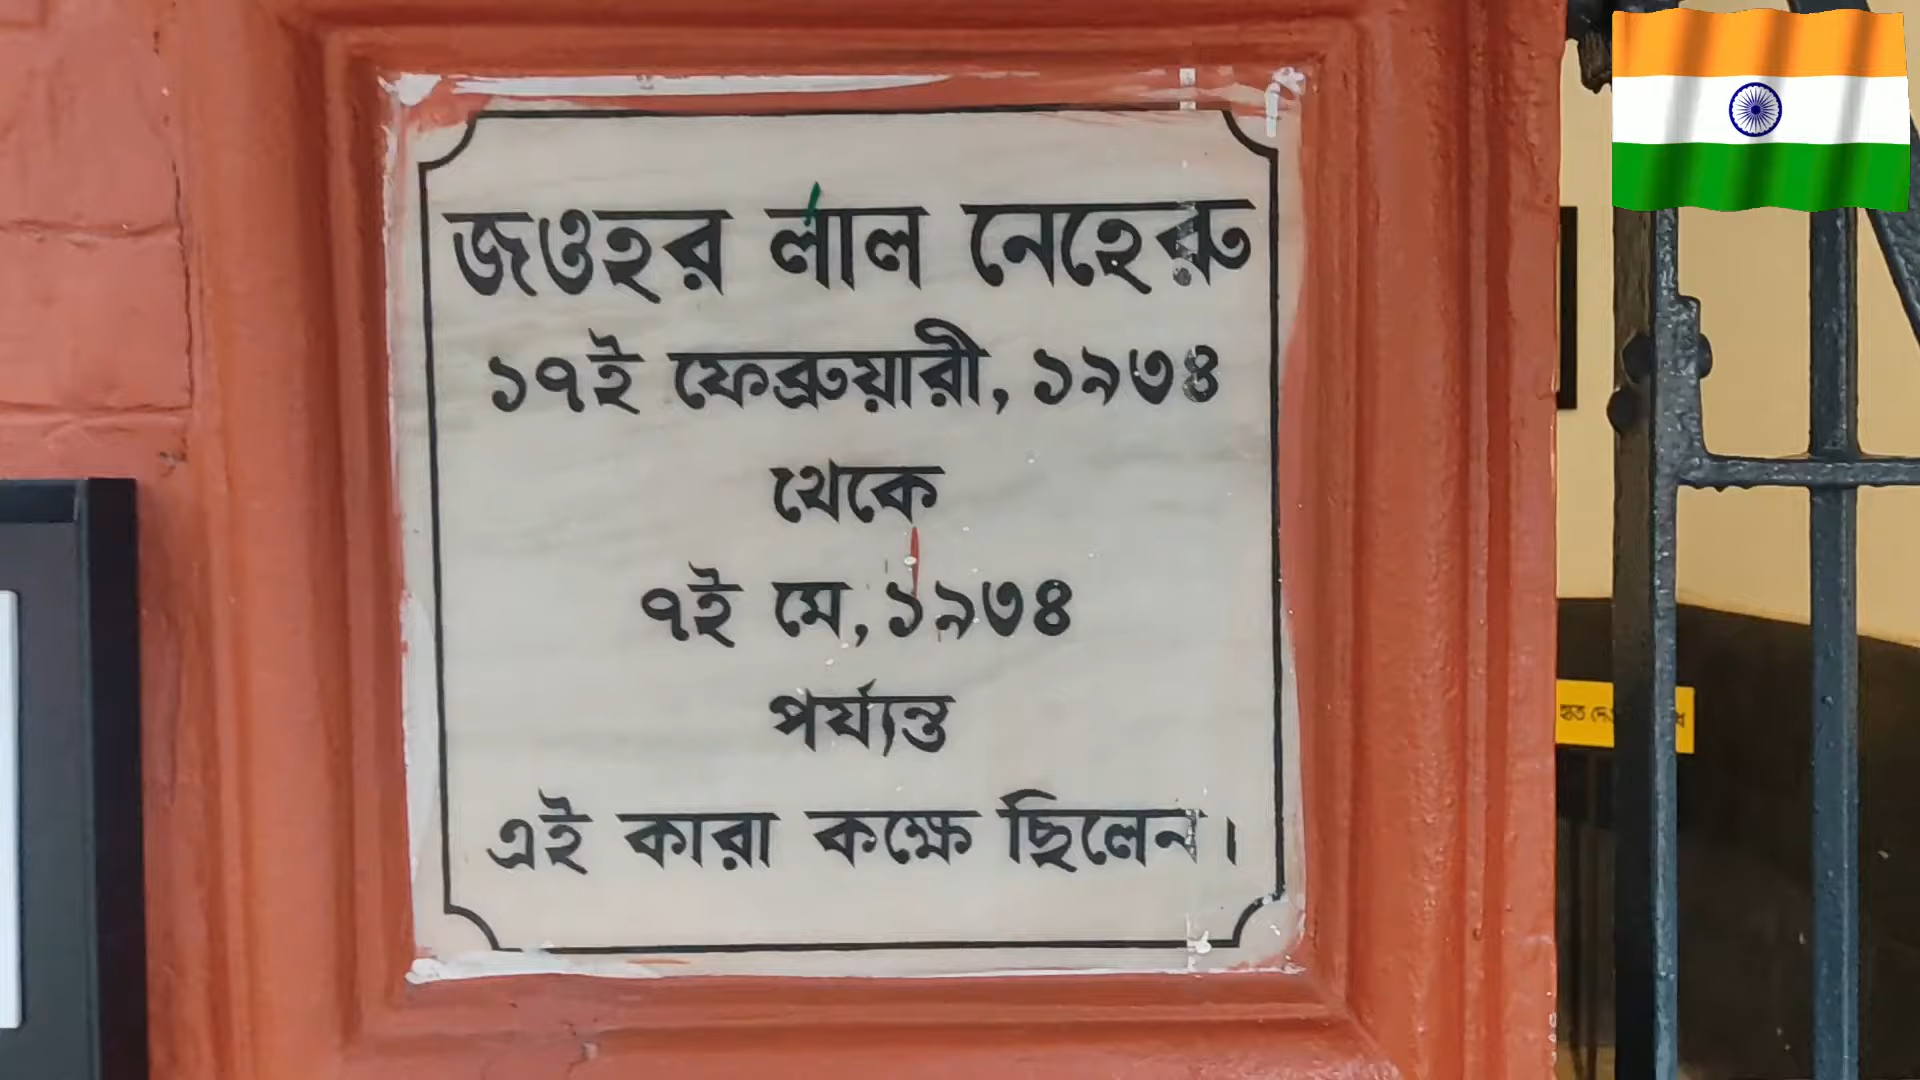 জওহর লাল নেহেরু
১৭ই ফেব্রুয়ারী, ১৯৩৪
থেকে
৭ই মে, ১৯৩৪
পর্য্যন্ত
এই কারা কক্ষে ছিলেন।